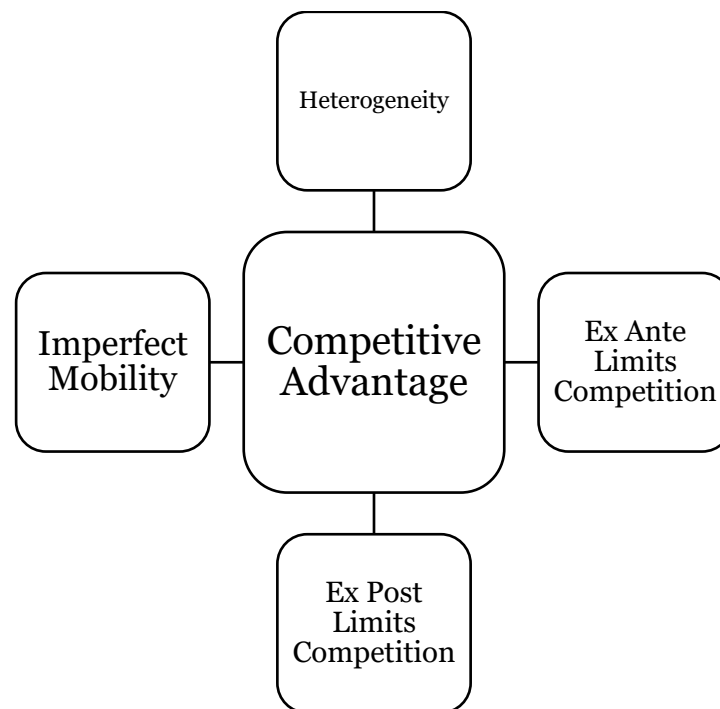 Heterogeneity
Imperfect
Mobility
Competitive
Advantage
Ex Ante
Limits
Competition
Ex Post
Limits
Competition